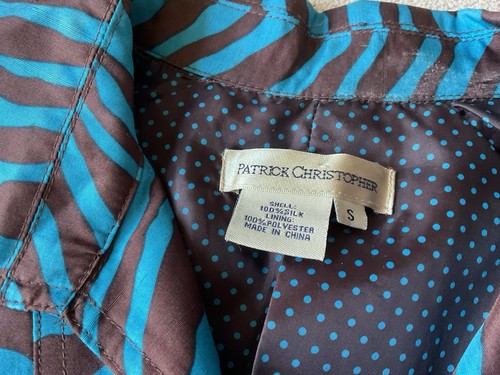 PATRICK CHRISTOPHER
S
SHELL:
100%SILK
LINING:
100%POLYESTER
MADE IN CHINA